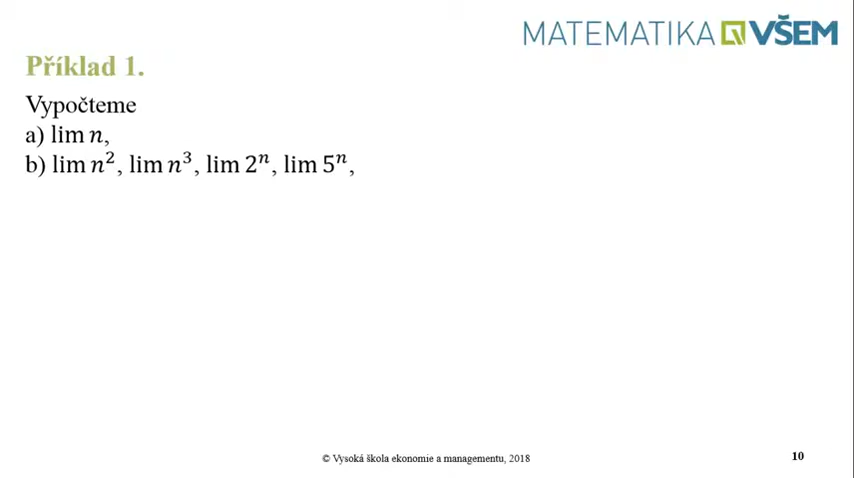 MATEMATIKA VŠEM
Příklad 1.
Vypočteme
a) lim n,
b) lim n², lim n³, lim 2ⁿ, lim 5ⁿ,
© Vysoká škola ekonomie a managementu, 2018
10